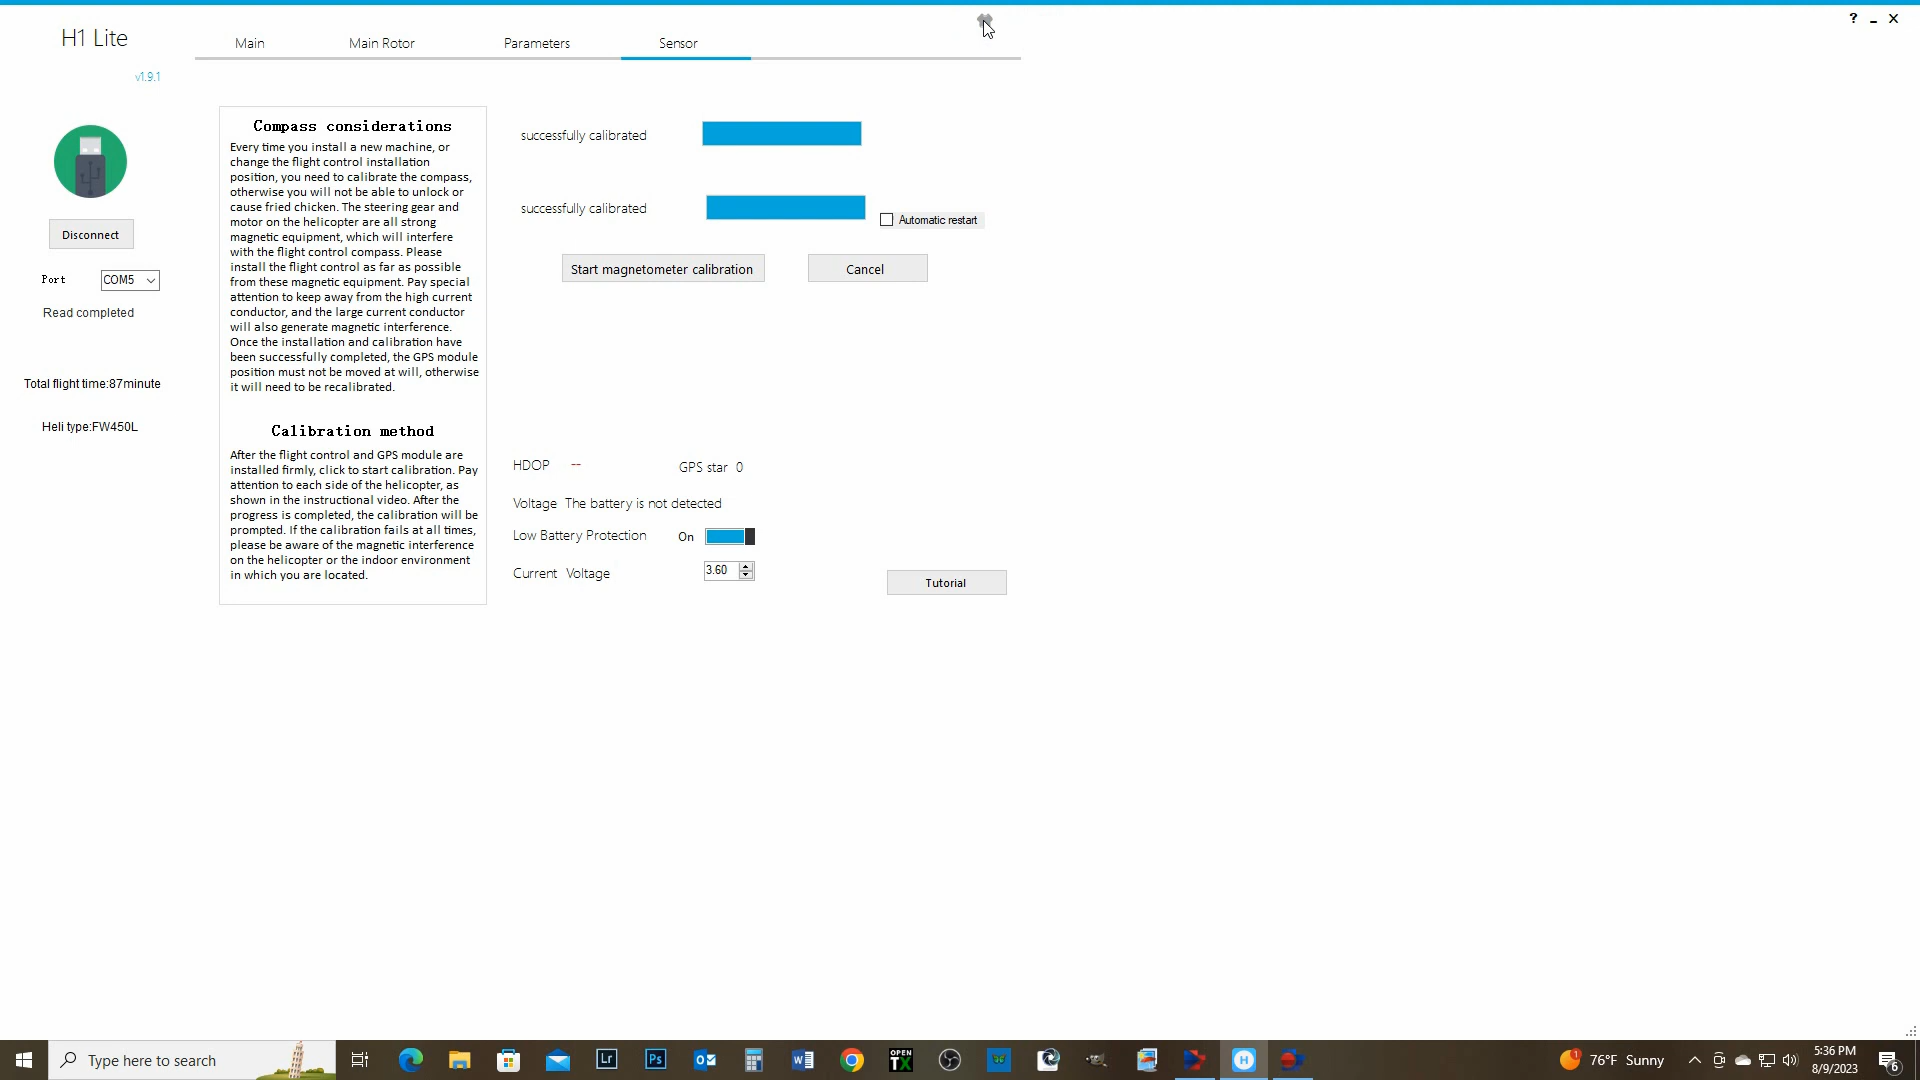 H1 Lite
v1.9.1
Main
Main Rotor
Parameters
Sensor
?
Disconnect
Port
COM5
Read completed
Total flight time:87minute
Heli type:FW450L
Compass considerations
Every time you install a new machine, or
change the flight control installation
position, you need to calibrate the compass,
otherwise you will not be able to unlock or
cause fried chicken. The steering gear and
motor on the helicopter are all strong
magnetic equipment, which will interfere
with the flight control compass. Please
install the flight control as far as possible
from these magnetic equipment. Pay special
attention to keep away from the high current
conductor, and the large current conductor
will also generate magnetic interference.
Once the installation and calibration have
been successfully completed, the GPS module
position must not be moved at will, otherwise
it will need to be recalibrated.
Calibration method
After the flight control and GPS module are
installed firmly, click to start calibration. Pay
attention to each side of the helicopter, as
shown in the instructional video. After the
progress is completed, the calibration will be
prompted. If the calibration fails at all times,
please be aware of the magnetic interference
on the helicopter or the indoor environment
in which you are located.
successfully calibrated
successfully calibrated
Automatic restart
Start magnetometer calibration
Cancel
HDOP --
GPS star 0
Voltage The battery is not detected
Low Battery Protection On
Current Voltage 3.60
Tutorial
Type here to search
Lr
Ps
OPEN
TX
H
1
76°F Sunny
5:36 PM
8/9/2023
6